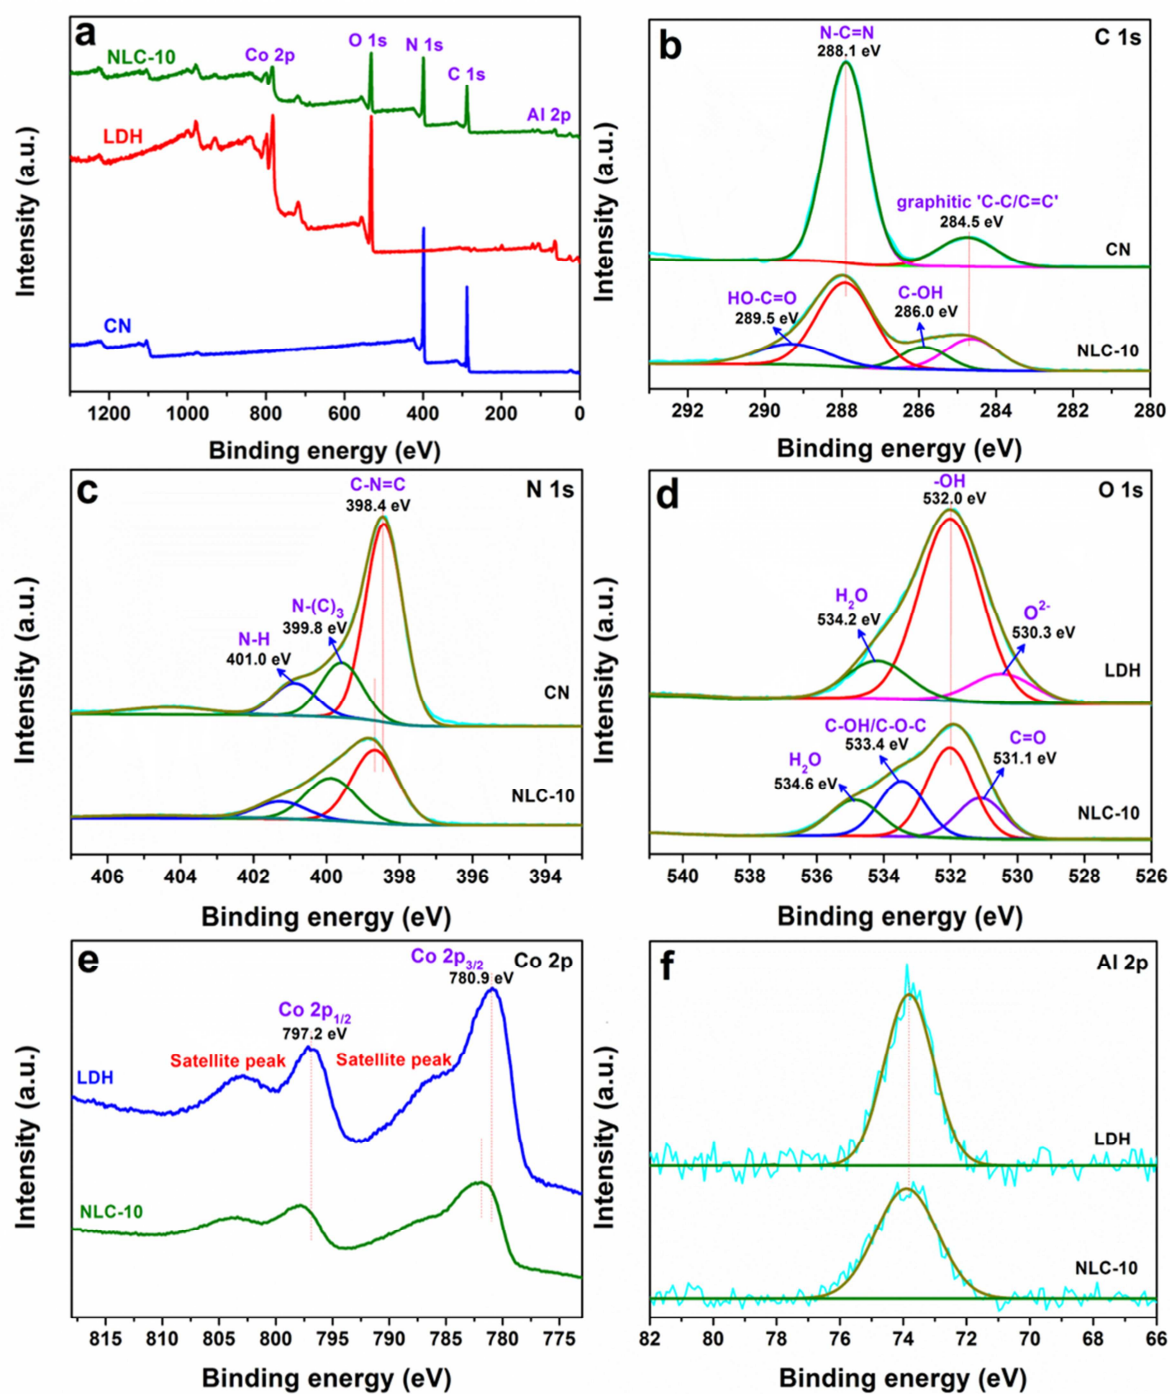 a
NLC-10
Co 2p
O 1s
N 1s
C 1s
Al 2p
LDH
CN
Intensity (a.u.)
1200 1000 800 600 400 200 0
Binding energy (eV)
b
N-C=N
288.1 eV
C 1s
graphitic 'C-C/C=C'
284.5 eV
CN
HO-C=O
289.5 eV
C-OH
286.0 eV
NLC-10
Intensity (a.u.)
292 290 288 286 284 282 280
Binding energy (eV)
c
C-N=C
398.4 eV
N 1s
N-(C)3
399.8 eV
N-H
401.0 eV
CN
NLC-10
Intensity (a.u.)
406 404 402 400 398 396 394
Binding energy (eV)
d
-OH
532.0 eV
O 1s
H2O
534.2 eV
O2-
530.3 eV
LDH
C-OH/C-O-C
533.4 eV
H2O
534.6 eV
C=O
531.1 eV
NLC-10
Intensity (a.u.)
540 538 536 534 532 530 528 526
Binding energy (eV)
e
Co 2p3/2
780.9 eV
Co 2p
Co 2p1/2
797.2 eV
Satellite peak
Satellite peak
LDH
NLC-10
Intensity (a.u.)
815 810 805 800 795 790 785 780 775
Binding energy (eV)
f
Al 2p
LDH
NLC-10
Intensity (a.u.)
82 80 78 76 74 72 70 68 66
Binding energy (eV)